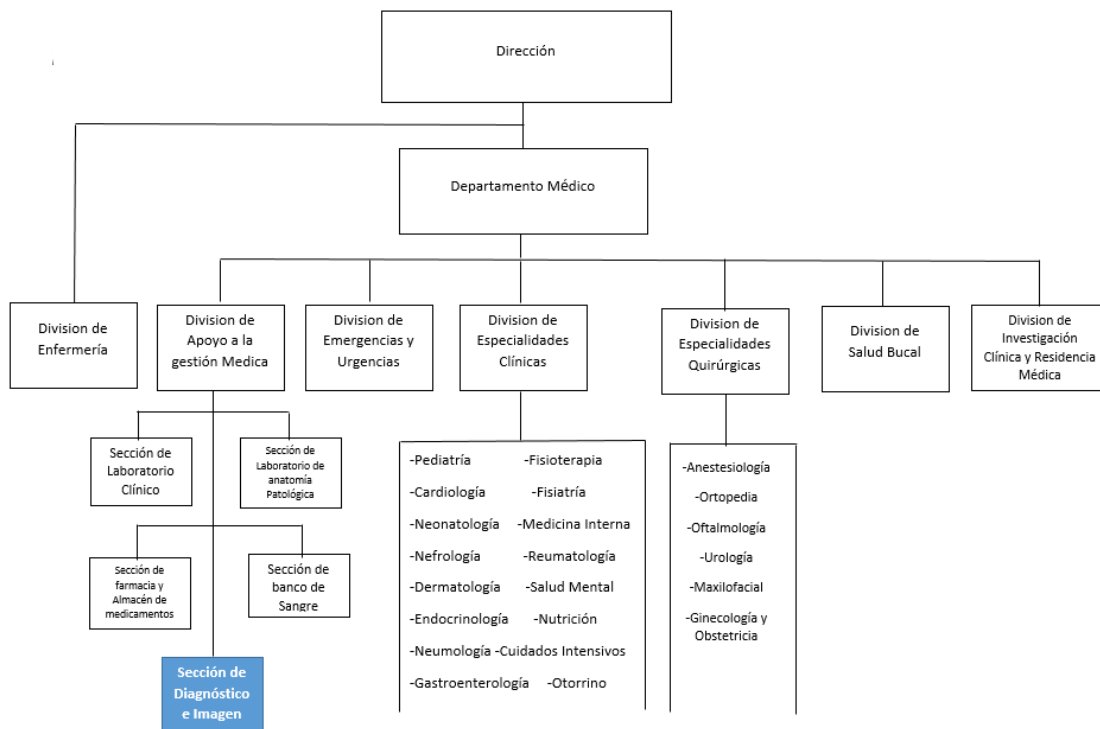 Dirección
Departamento Médico
Division de
Enfermería
Division de
Apoyo a la
gestión Medica
Division de
Emergencias y
Urgencias
Division de
Especialidades
Clínicas
Division de
Especialidades
Quirúrgicas
Division de
Salud Bucal
Division de
Investigación
Clínica y Residencia
Médica
Sección de
Laboratorio
Clínico
Sección de
Laboratorio de
anatomía
Patológica
Sección de
farmacia y
Almacén de
medicamentos
Sección de
banco de
Sangre
Sección de
Diagnóstico
e Imagen
-Pediatría -Fisioterapia
-Cardiología -Fisiatría
-Neonatología -Medicina Interna
-Nefrología -Reumatología
-Dermatología -Salud Mental
-Endocrinología -Nutrición
-Neumología -Cuidados Intensivos
-Gastroenterología -Otorrino
-Anestesiología
-Ortopedia
-Oftalmología
-Urología
-Maxilofacial
-Ginecología y
Obstetricia